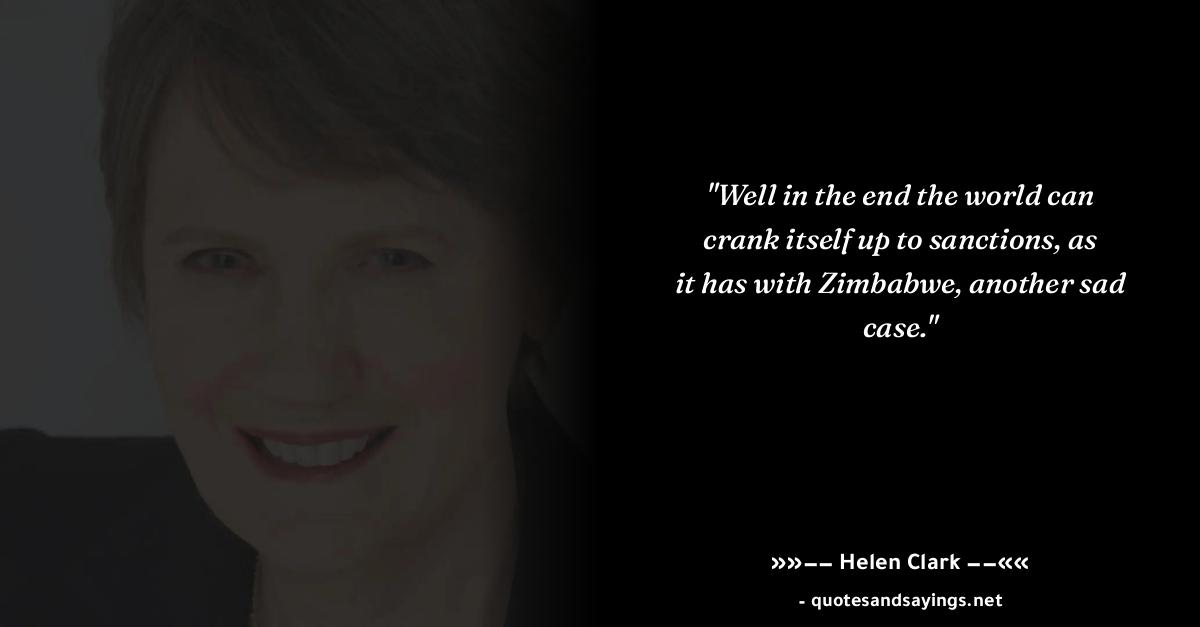 "Well in the end the world can
crank itself up to sanctions, as
it has with Zimbabwe, another sad
case."
»»–– Helen Clark ––««
- quotesandsayings.net